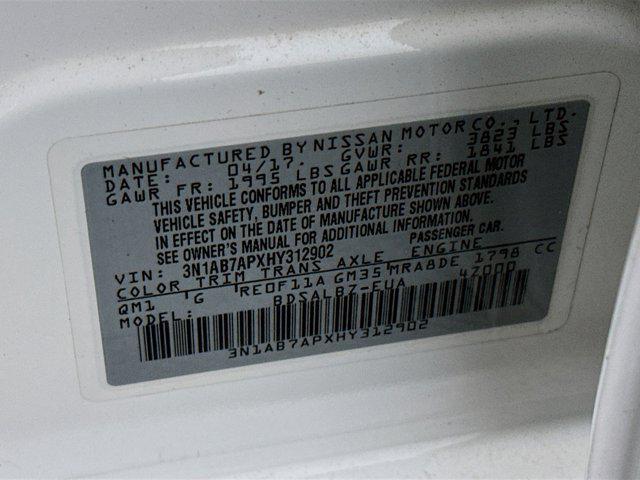 MANUFACTURED BY NISSAN MOTOR CO., LTD.
DATE: 04/17. GVWR: 3823 LBS
GAWR FR: 1995 LBS GAWR RR: 1841 LBS
THIS VEHICLE CONFORMS TO ALL APPLICABLE FEDERAL MOTOR
VEHICLE SAFETY, BUMPER AND THEFT PREVENTION STANDARDS
IN EFFECT ON THE DATE OF MANUFACTURE SHOWN ABOVE.
SEE OWNER'S MANUAL FOR ADDITIONAL INFORMATION.
VIN: 3N1AB7APXHY312902 PASSENGER CAR.
COLOR TRIM TRANS AXLE ENGINE
QM1 G RE0F11A GM35 MRA8DE 1798 CC
MODEL: BDSALBZ-EUA 4Z000
3N1AB7APXHY312902